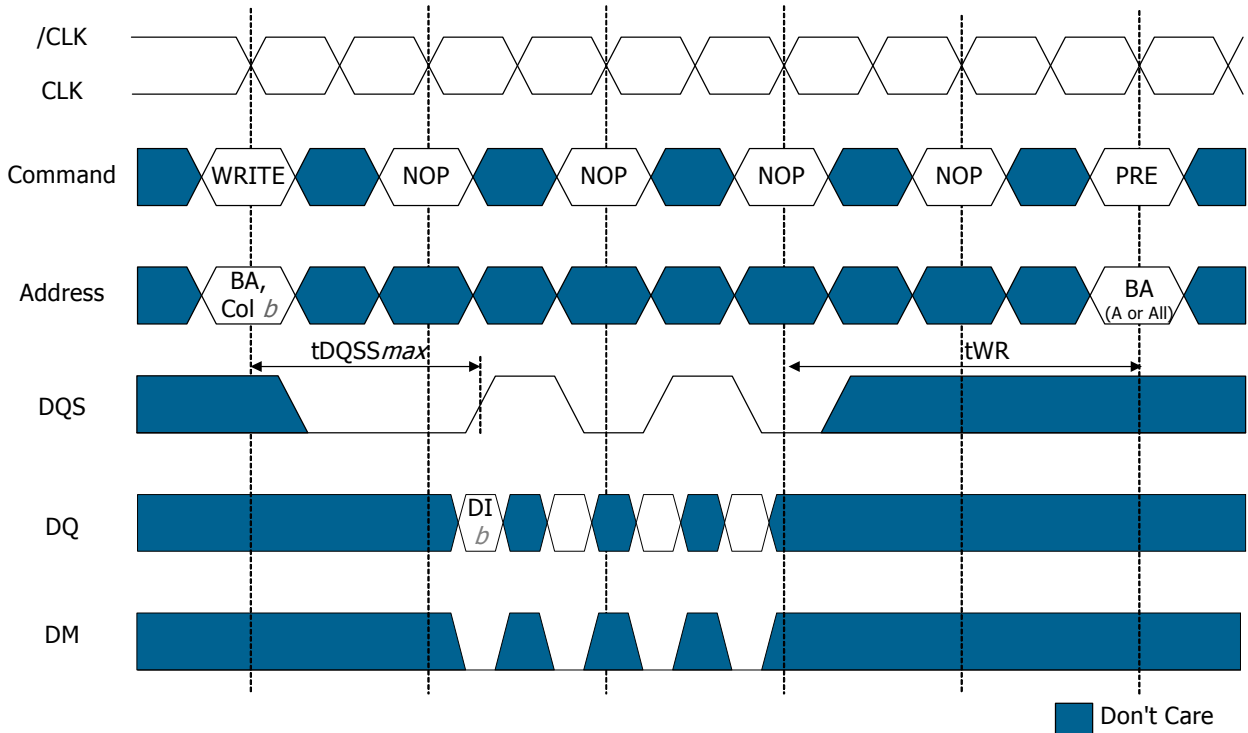 /CLK
CLK
Command
WRITE
NOP
NOP
NOP
NOP
PRE
Address
BA,
Col b
BA
(A or All)
tDQSSmax
tWR
DQS
DQ
DI
b
DM
Don't Care